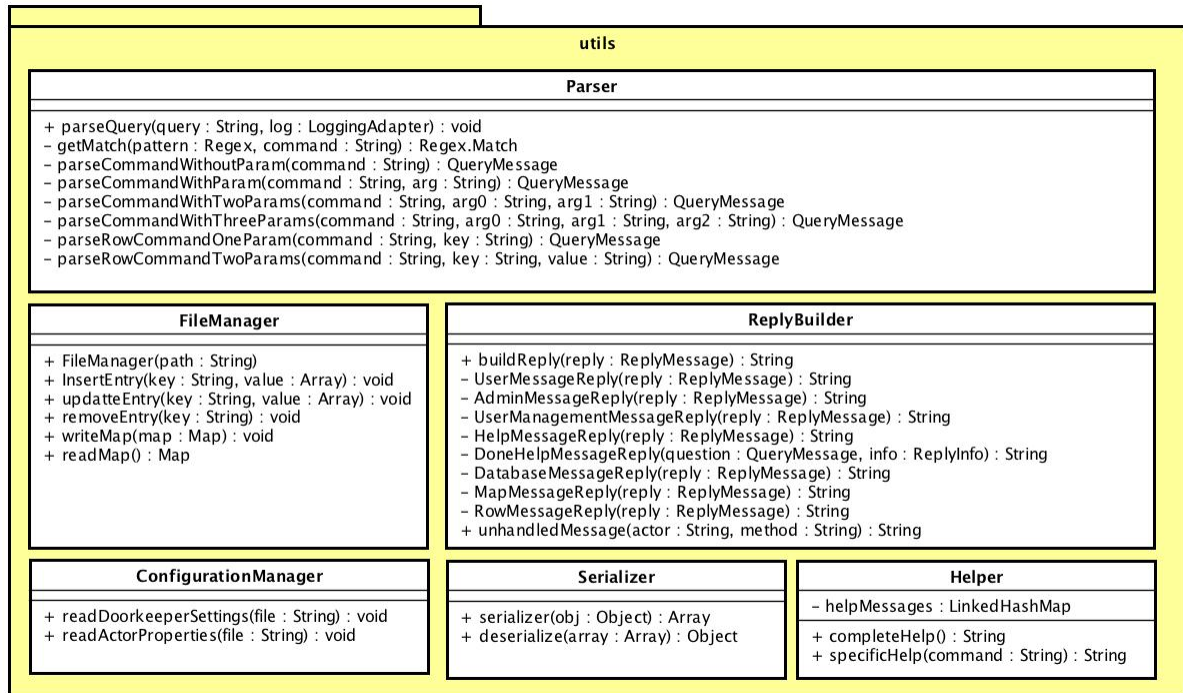 utils
Parser
+ parseQuery(query : String, log : LoggingAdapter) : void
- getMatch(pattern : Regex, command : String) : Regex.Match
- parseCommandWithoutParam(command : String) : QueryMessage
- parseCommandWithParam(command : String, arg : String) : QueryMessage
- parseCommandWithTwoParams(command : String, arg0 : String, arg1 : String) : QueryMessage
- parseCommandWithThreeParams(command : String, arg0 : String, arg1 : String, arg2 : String) : QueryMessage
- parseRowCommandOneParam(command : String, key : String) : QueryMessage
- parseRowCommandTwoParams(command : String, key : String, value : String) : QueryMessage
FileManager
+ FileManager(path : String)
+ InsertEntry(key : String, value : Array) : void
+ updatteEntry(key : String, value : Array) : void
+ removeEntry(key : String) : void
+ writeMap(map : Map) : void
+ readMap() : Map
ReplyBuilder
+ buildReply(reply : ReplyMessage) : String
- UserMessageReply(reply : ReplyMessage) : String
- AdminMessageReply(reply : ReplyMessage) : String
- UserManagementMessageReply(reply : ReplyMessage) : String
- HelpMessageReply(reply : ReplyMessage) : String
- DoneHelpMessageReply(question : QueryMessage, info : ReplyInfo) : String
- DatabaseMessageReply(reply : ReplyMessage) : String
- MapMessageReply(reply : ReplyMessage) : String
- RowMessageReply(reply : ReplyMessage) : String
+ unhandledMessage(actor : String, method : String) : String
ConfigurationManager
+ readDoorkeeperSettings(file : String) : void
+ readActorProperties(file : String) : void
Serializer
+ serializer(obj : Object) : Array
+ deserialize(array : Array) : Object
Helper
- helpMessages : LinkedHashMap
+ completeHelp() : String
+ specificHelp(command : String) : String